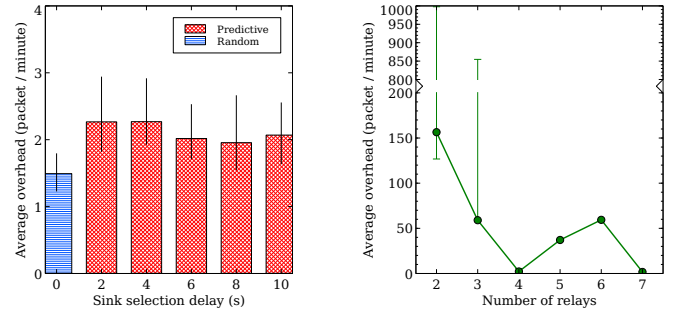 4
3
2
1
0
Average overhead (packet / minute)
Predictive
Random
0 2 4 6 8 10
Sink selection delay (s)
1000
950
900
850
800
200
150
100
50
0
Average overhead (packet / minute)
2 3 4 5 6 7
Number of relays